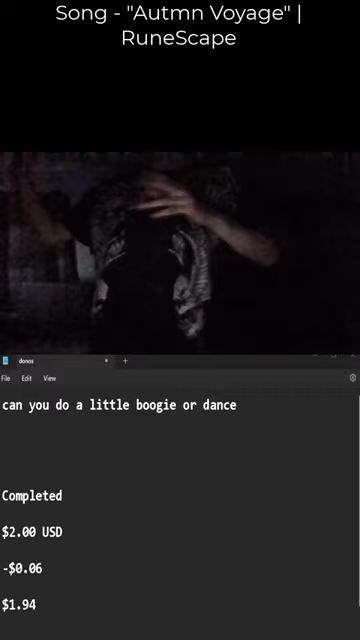 Song - "Autmn Voyage" |
RuneScape
donos
File Edit View
can you do a little boogie or dance
Completed
$2.00 USD
-$0.06
$1.94